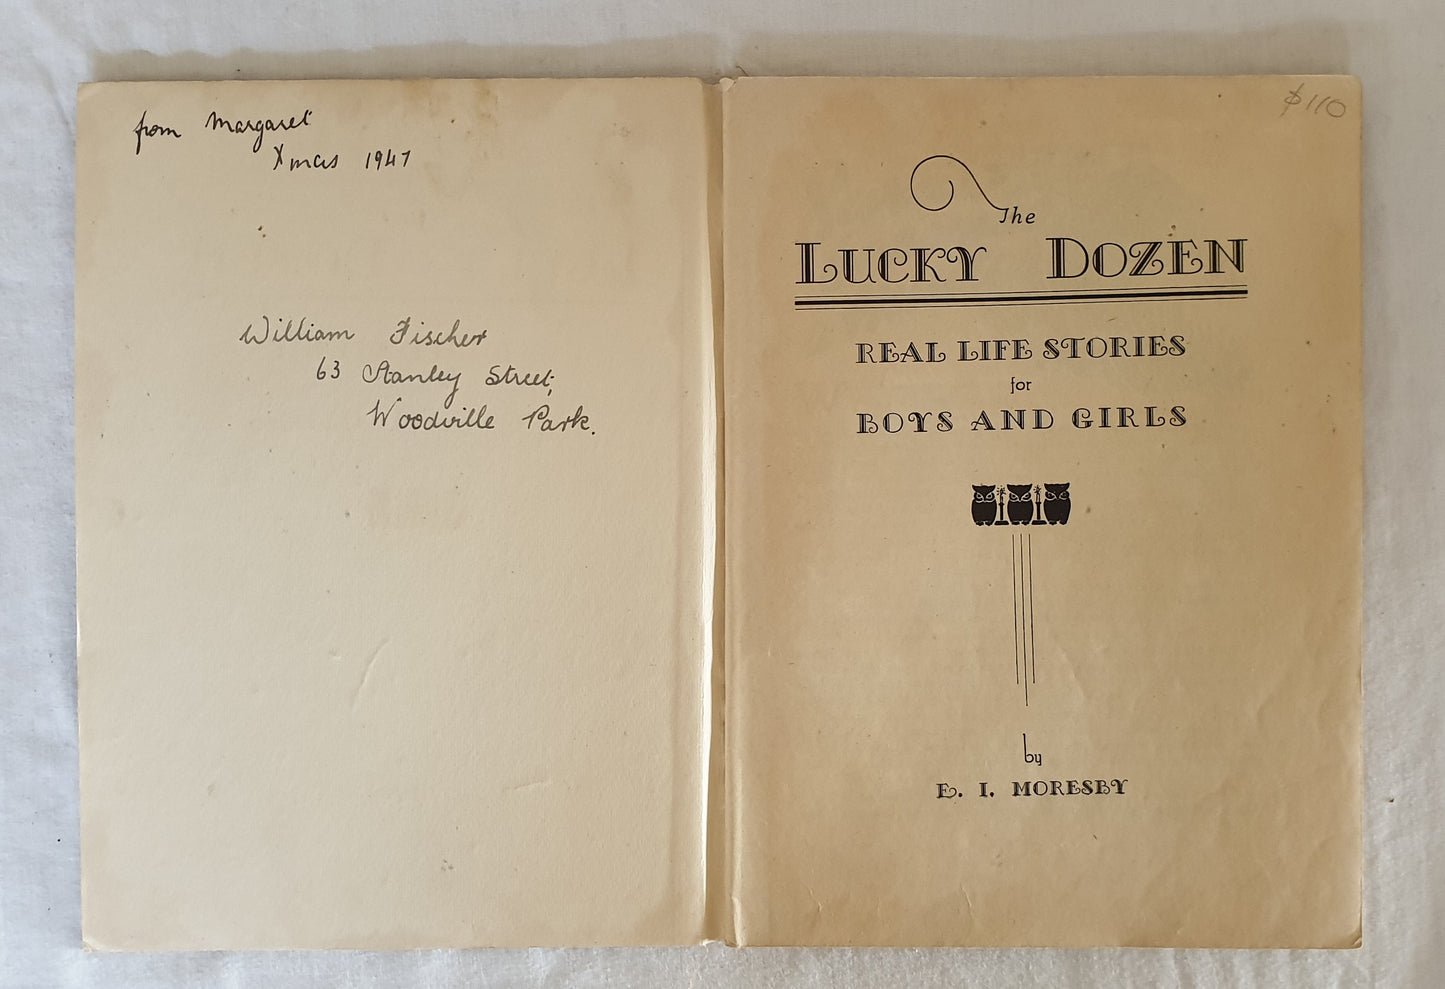 from Margaret
Xmas 1947
William Fischer
63 Stanley Street,
Woodville Park.
$110
The
LUCKY DOZEN
REAL LIFE STORIES
for
BOYS AND GIRLS
by
E. I. MORESBY